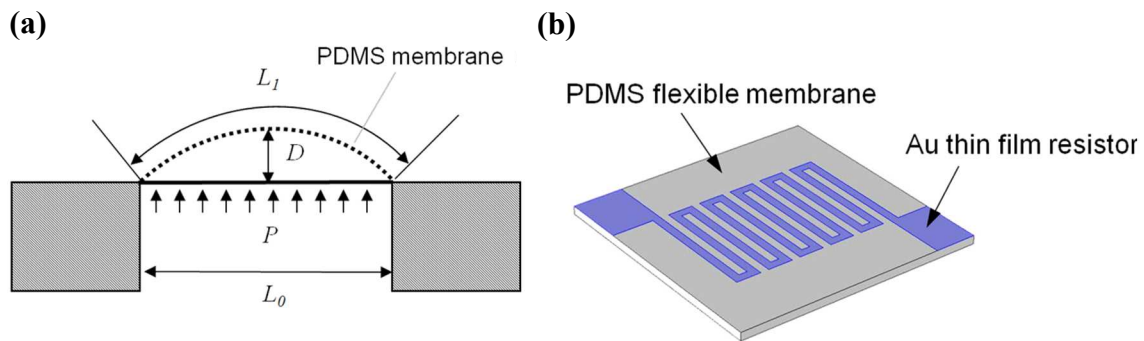 (a)
PDMS membrane
L1
D
P
L0
(b)
PDMS flexible membrane
Au thin film resistor